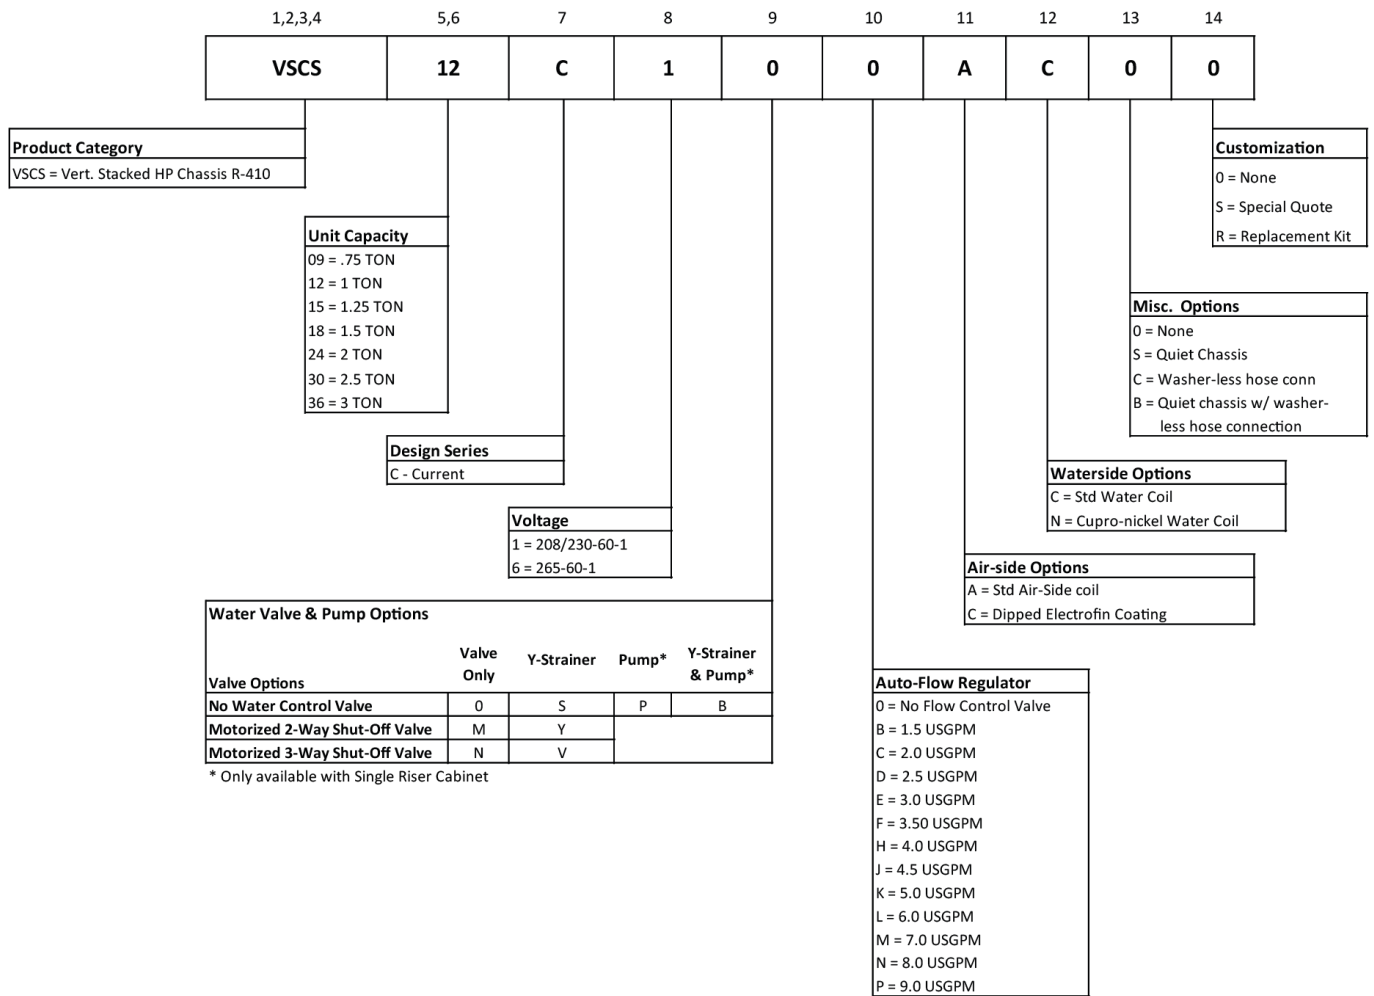 1,2,3,4 5,6 7 8 9 10 11 12 13 14
VSCS 12 C 1 0 0 A C 0 0
Product Category
VSCS = Vert. Stacked HP Chassis R-410
Unit Capacity
09 = .75 TON
12 = 1 TON
15 = 1.25 TON
18 = 1.5 TON
24 = 2 TON
30 = 2.5 TON
36 = 3 TON
Design Series
C - Current
Voltage
1 = 208/230-60-1
6 = 265-60-1
Water Valve & Pump Options
Valve Options Valve Only Y-Strainer Pump* Y-Strainer & Pump*
No Water Control Valve 0 S P B
Motorized 2-Way Shut-Off Valve M Y
Motorized 3-Way Shut-Off Valve N V
* Only available with Single Riser Cabinet
Auto-Flow Regulator
0 = No Flow Control Valve
B = 1.5 USGPM
C = 2.0 USGPM
D = 2.5 USGPM
E = 3.0 USGPM
F = 3.50 USGPM
H = 4.0 USGPM
J = 4.5 USGPM
K = 5.0 USGPM
L = 6.0 USGPM
M = 7.0 USGPM
N = 8.0 USGPM
P = 9.0 USGPM
Air-side Options
A = Std Air-Side coil
C = Dipped Electrofin Coating
Waterside Options
C = Std Water Coil
N = Cupro-nickel Water Coil
Misc. Options
0 = None
S = Quiet Chassis
C = Washer-less hose conn
B = Quiet chassis w/ washer-
less hose connection
Customization
0 = None
S = Special Quote
R = Replacement Kit